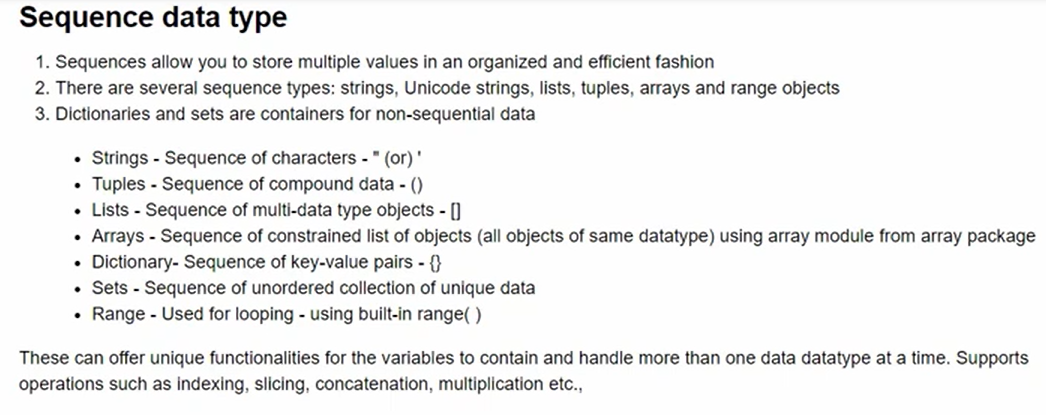 Sequence data type
1. Sequences allow you to store multiple values in an organized and efficient fashion
2. There are several sequence types: strings, Unicode strings, lists, tuples, arrays and range objects
3. Dictionaries and sets are containers for non-sequential data
• Strings - Sequence of characters - " (or) '
• Tuples - Sequence of compound data - ()
• Lists - Sequence of multi-data type objects - []
• Arrays - Sequence of constrained list of objects (all objects of same datatype) using array module from array package
• Dictionary- Sequence of key-value pairs - {}
• Sets - Sequence of unordered collection of unique data
• Range - Used for looping - using built-in range( )
These can offer unique functionalities for the variables to contain and handle more than one data datatype at a time. Supports
operations such as indexing, slicing, concatenation, multiplication etc.,